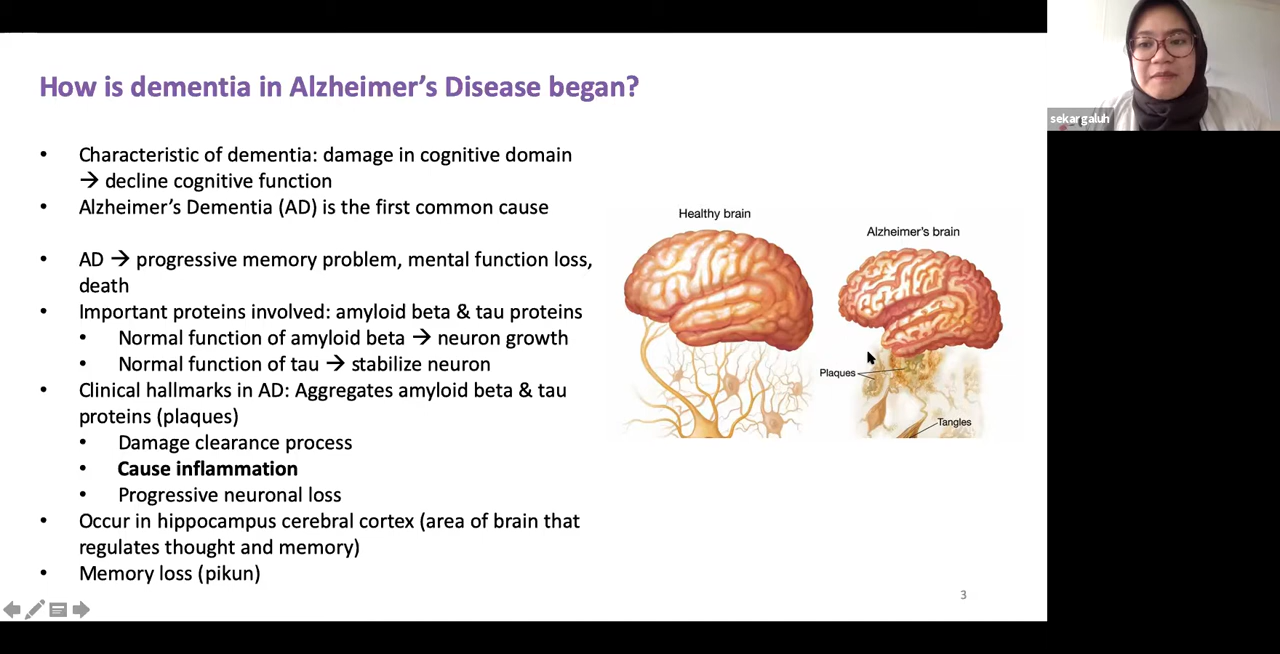 How is dementia in Alzheimer’s Disease began?
• Characteristic of dementia: damage in cognitive domain
→ decline cognitive function
• Alzheimer’s Dementia (AD) is the first common cause
• AD → progressive memory problem, mental function loss,
death
• Important proteins involved: amyloid beta & tau proteins
• Normal function of amyloid beta → neuron growth
• Normal function of tau → stabilize neuron
• Clinical hallmarks in AD: Aggregates amyloid beta & tau
proteins (plaques)
• Damage clearance process
• Cause inflammation
• Progressive neuronal loss
• Occur in hippocampus cerebral cortex (area of brain that
regulates thought and memory)
• Memory loss (pikun)
Healthy brain
Alzheimer’s brain
Plaques
Tangles
3
sekargaluh